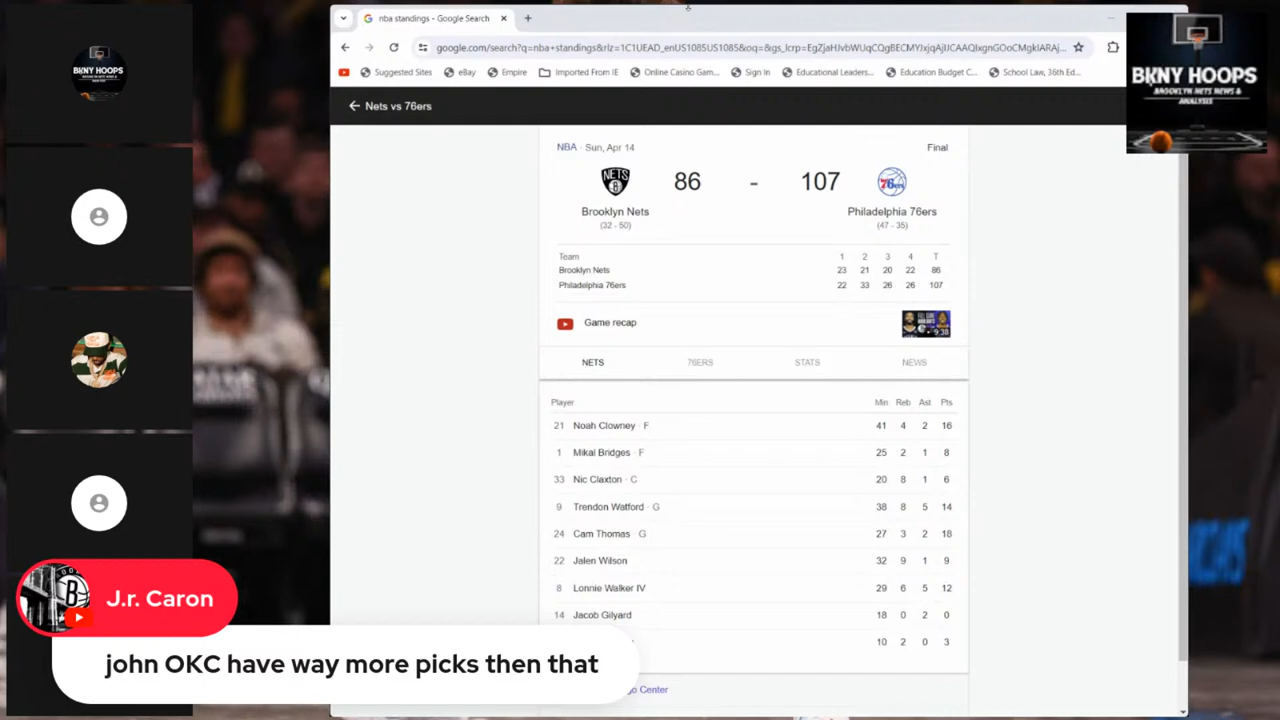 BKNY HOOPS
nba standings - Google Search
google.com/search?q=nba+standings&rlz=1C1UEAD_enUS1085US1085&oq=&gs_lcrp=EgZjaHJvbWUqCQgBECMYJxjqAjIJCAAQIxgnGOoCMgkIARAj...
Suggested Sites
eBay
Empire
Imported From IE
Online Casino Gam...
Sign In
Educational Leaders...
Education Budget C...
School Law, 36th Ed...
BKNY HOOPS
BROOKLYN NETS NEWS &
ANALYSIS
Nets vs 76ers
NBA · Sun, Apr 14 Final
NETS 86 - 107 76ers
Brooklyn Nets Philadelphia 76ers
(32 - 50) (47 - 35)
Team 1 2 3 4 T
Brooklyn Nets 23 21 20 22 86
Philadelphia 76ers 22 33 26 26 107
Game recap 9:38
NETS 76ERS STATS NEWS
Player Min Reb Ast Pts
21 Noah Clowney · F 41 4 2 16
1 Mikal Bridges · F 25 2 1 8
33 Nic Claxton · C 20 8 1 6
9 Trendon Watford · G 38 8 5 14
24 Cam Thomas · G 27 3 2 18
22 Jalen Wilson 32 9 1 9
8 Lonnie Walker IV 29 6 5 12
14 Jacob Gilyard 18 0 2 0
10 2 0 3
go Center
J.r. Caron
john OKC have way more picks then that